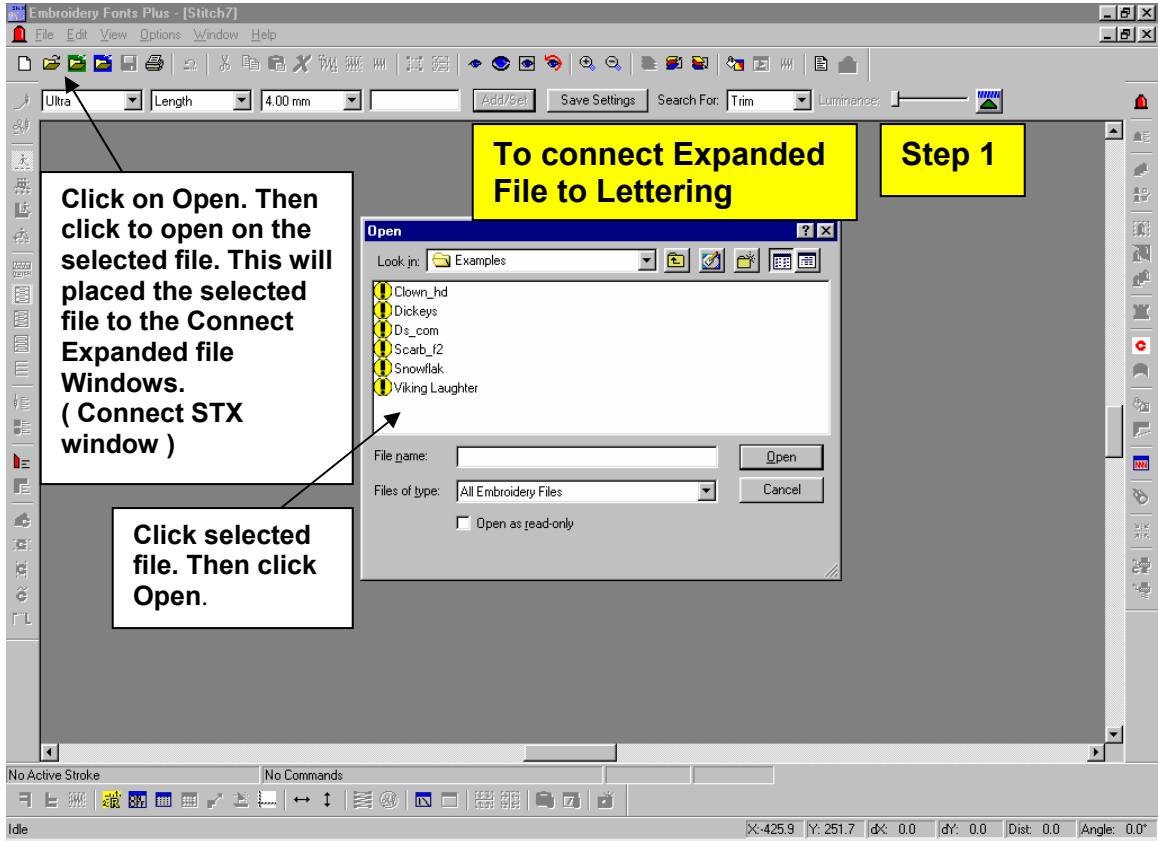 Embroidery Fonts Plus - [Stitch7]
File Edit View Options Window Help
Ultra Length 4.00 mm Add/Set Save Settings Search For: Trim Luminance:
To connect Expanded
File to Lettering
Step 1
Click on Open. Then
click to open on the
selected file. This will
placed the selected
file to the Connect
Expanded file
Windows.
( Connect STX
window )
Open
Look in: Examples
Clown_hd
Dickeys
Ds_com
Scarb_f2
Snowflak
Viking Laughter
File name: Open
Files of type: All Embroidery Files Cancel
Open as read-only
Click selected
file. Then click
Open.
No Active Stroke No Commands
Idle X:-425.9 Y: 251.7 dX: 0.0 dY: 0.0 Dist: 0.0 Angle: 0.0°